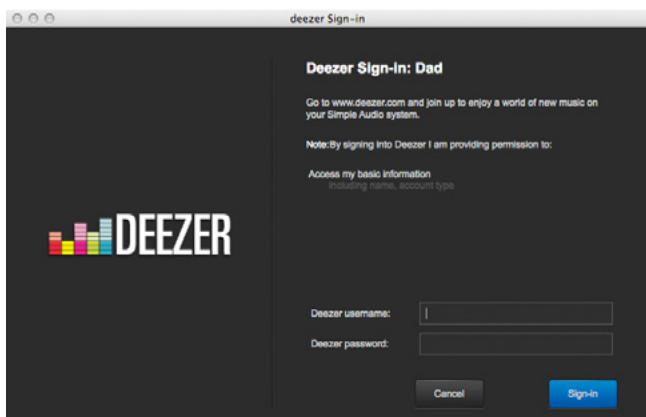 deezer Sign-in
Deezer Sign-in: Dad
Go to www.deezer.com and join up to enjoy a world of new music on
your Simple Audio system.
Note:By signing into Deezer I am providing permission to:
Access my basic information
including name, account type
DEEZER
Deezer username:
Deezer password:
Cancel
Sign-in